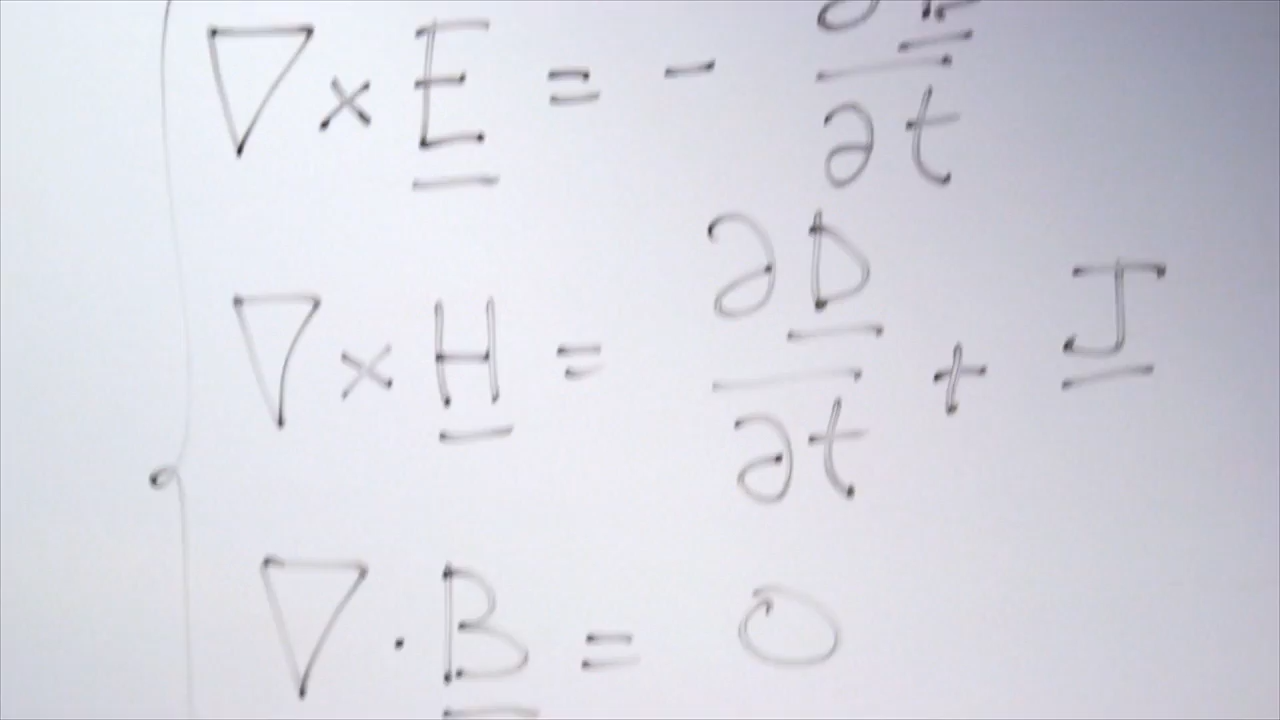 ∇ × E = - ∂ / ∂t
∇ × H = ∂D / ∂t + J
∇ · B = 0